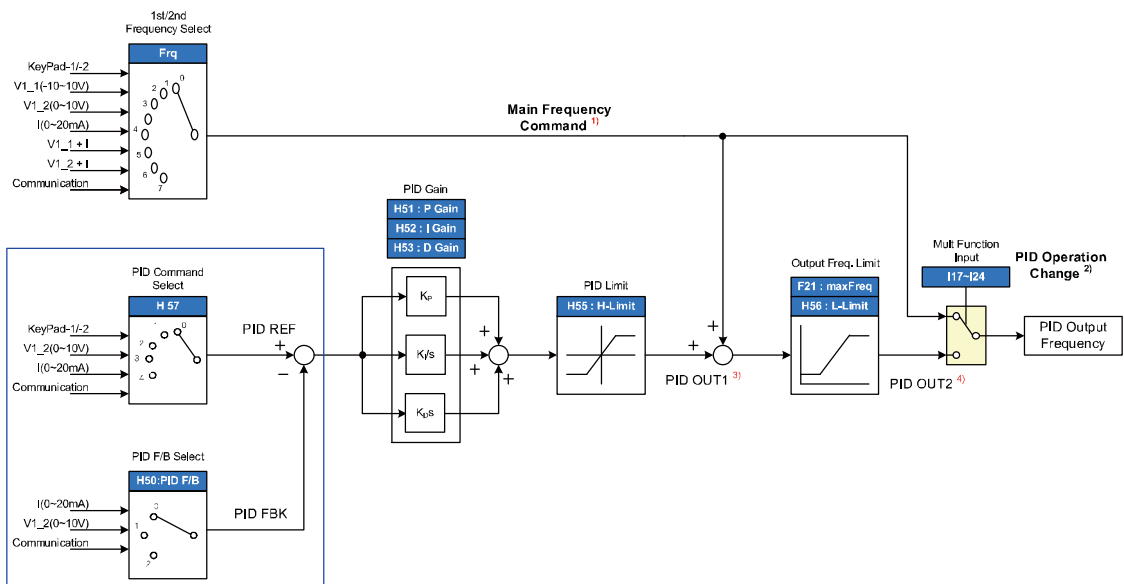 1st/2nd
Frequency Select
Frq
KeyPad-1/-2
V1_1(-10~10V)
V1_2(0~10V)
I(0~20mA)
V1_1 + I
V1_2 + I
Communication
0
1
2
3
4
5
6
7
Main Frequency
Command 1)
PID Gain
H51 : P Gain
H52 : I Gain
H53 : D Gain
PID Command
Select
H 57
KeyPad-1/-2
V1_2(0~10V)
I(0~20mA)
Communication
0
1
2
3
4
PID REF
+
−
KP
KI/s
KDs
+
+
+
PID Limit
H55 : H-Limit
+
+
PID OUT1 3)
Output Freq. Limit
F21 : maxFreq
H56 : L-Limit
PID OUT2 4)
Mult Function
Input
I17~I24
PID Operation
Change 2)
PID Output
Frequency
PID F/B Select
H50:PID F/B
I(0~20mA)
V1_2(0~10V)
Communication
1
2
PID FBK